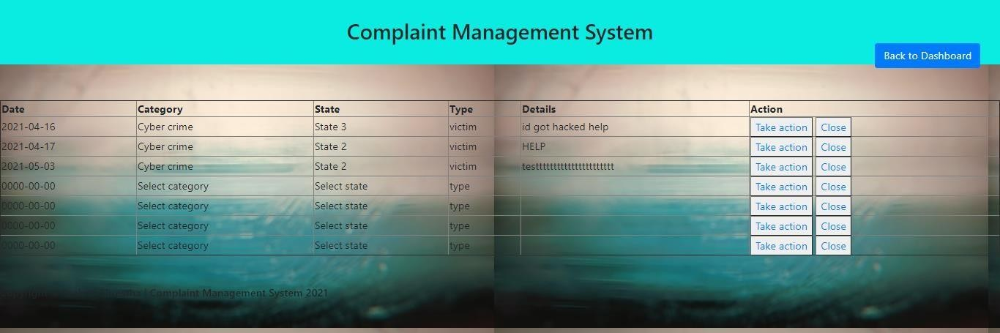 Complaint Management System
Back to Dashboard
Date Category State Type Details Action
2021-04-16 Cyber crime State 3 victim id got hacked help Take action Close
2021-04-17 Cyber crime State 2 victim HELP Take action Close
2021-05-03 Cyber crime State 2 victim Take action Close
0000-00-00 Select category Select state type Take action Close
0000-00-00 Select category Select state type Take action Close
0000-00-00 Select category Select state type Take action Close
0000-00-00 Select category Select state type Take action Close
| Complaint Management System 2021